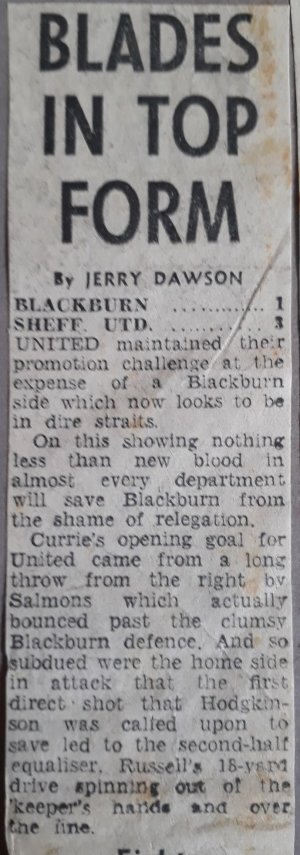 BLADES
IN TOP
FORM
By JERRY DAWSON
BLACKBURN ............ 1
SHEFF. UTD. ........... 3
UNITED maintained their
promotion challenge at the
expense of a Blackburn
side which now looks to be
in dire straits.
On this showing nothing
less than new blood in
almost every department
will save Blackburn from
the shame of relegation.
Currie's opening goal for
United came from a long
throw from the right by
Salmons which actually
bounced past the clumsy
Blackburn defence. And so
subdued were the home side
in attack that the first
direct shot that Hodgkin-
son was called upon to
save led to the second-half
equaliser. Russell's 18-yard
drive spinning out of the
'keeper's hands and over
the line.